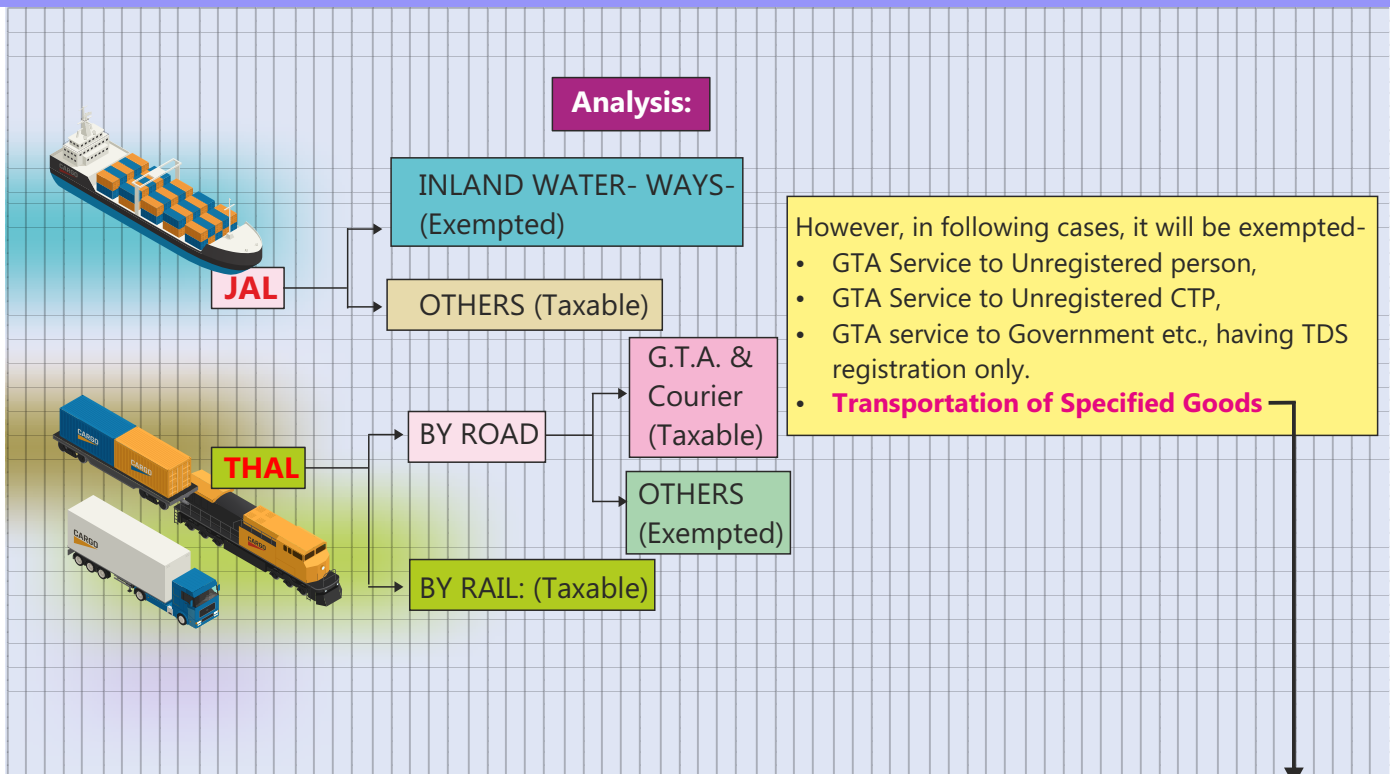 Analysis:
INLAND WATER- WAYS-
(Exempted)
JAL
OTHERS (Taxable)
However, in following cases, it will be exempted-
• GTA Service to Unregistered person,
• GTA Service to Unregistered CTP,
• GTA service to Government etc., having TDS
registration only.
• Transportation of Specified Goods
THAL
BY ROAD
G.T.A. &
Courier
(Taxable)
OTHERS
(Exempted)
BY RAIL: (Taxable)
CARGO
CARGO
CARGO
CARGO
CARGO